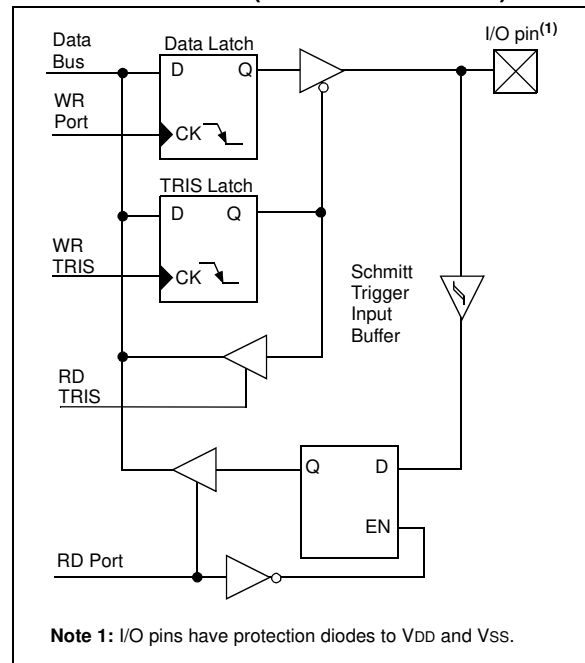 Data
Bus
Data Latch
I/O pin(1)
D
Q
WR
Port
CK
TRIS Latch
D
Q
WR
TRIS
CK
Schmitt
Trigger
Input
Buffer
RD
TRIS
Q
D
EN
RD Port
Note 1: I/O pins have protection diodes to VDD and VSS.